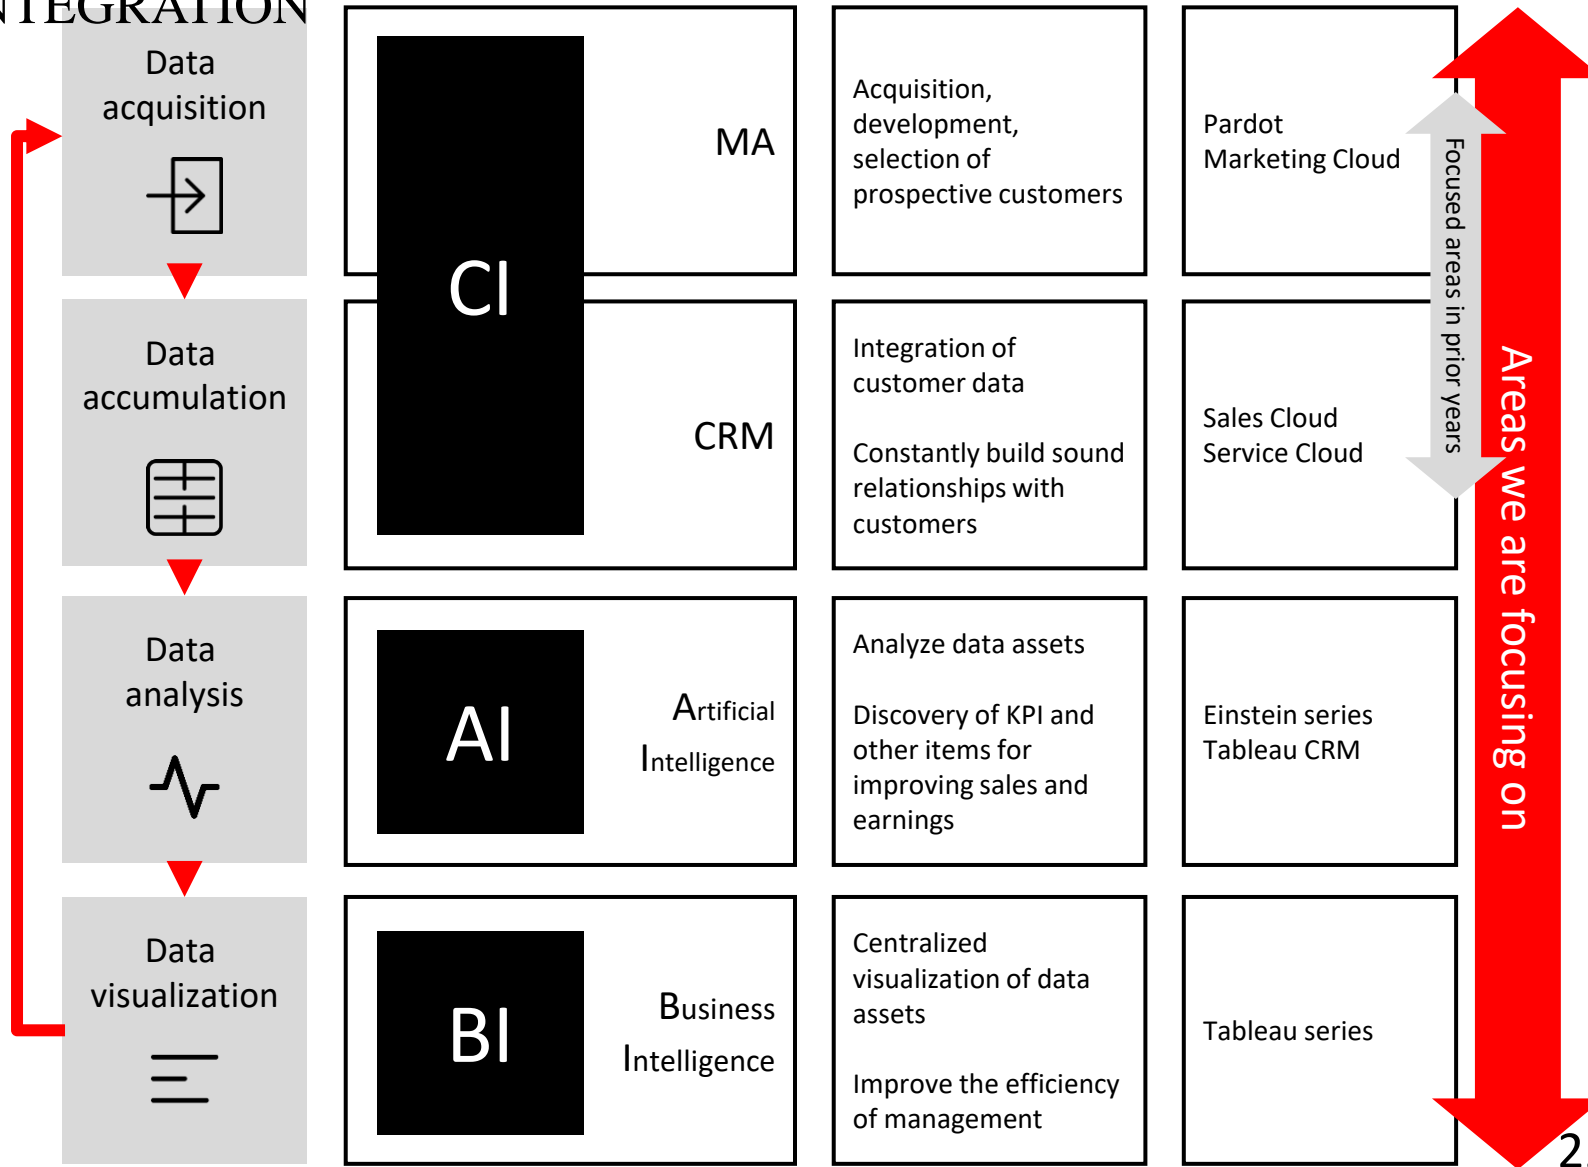 NTEGRATION
Data
acquisition
CI
MA
Acquisition,
development,
selection of
prospective customers
Pardot
Marketing Cloud
Data
accumulation
CRM
Integration of
customer data
Constantly build sound
relationships with
customers
Sales Cloud
Service Cloud
Focused areas in prior years
Areas we are focusing on
Data
analysis
AI
Artificial
Intelligence
Analyze data assets
Discovery of KPI and
other items for
improving sales and
earnings
Einstein series
Tableau CRM
Data
visualization
BI
Business
Intelligence
Centralized
visualization of data
assets
Improve the efficiency
of management
Tableau series
2